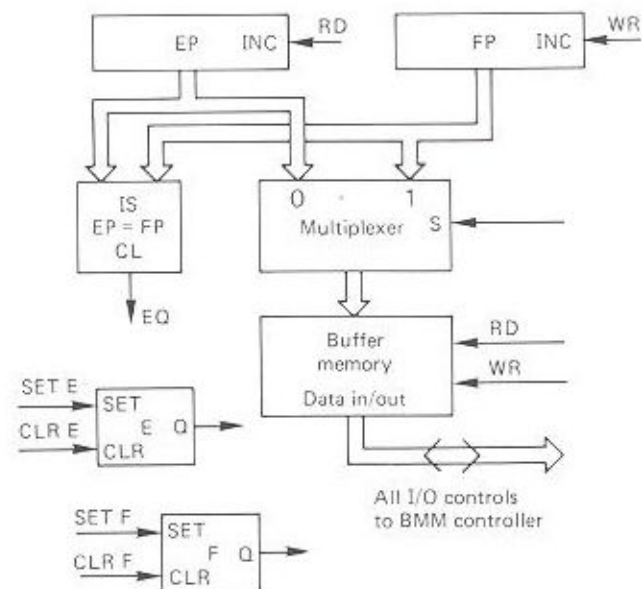 EP INC
RD
FP INC
WR
IS
EP = FP
CL
EQ
0 1
Multiplexer
S
Buffer
memory
Data in/out
RD
WR
SET E
CLR E
SET
E Q
CLR
All I/O controls
to BMM controller
SET F
CLR F
SET
F Q
CLR